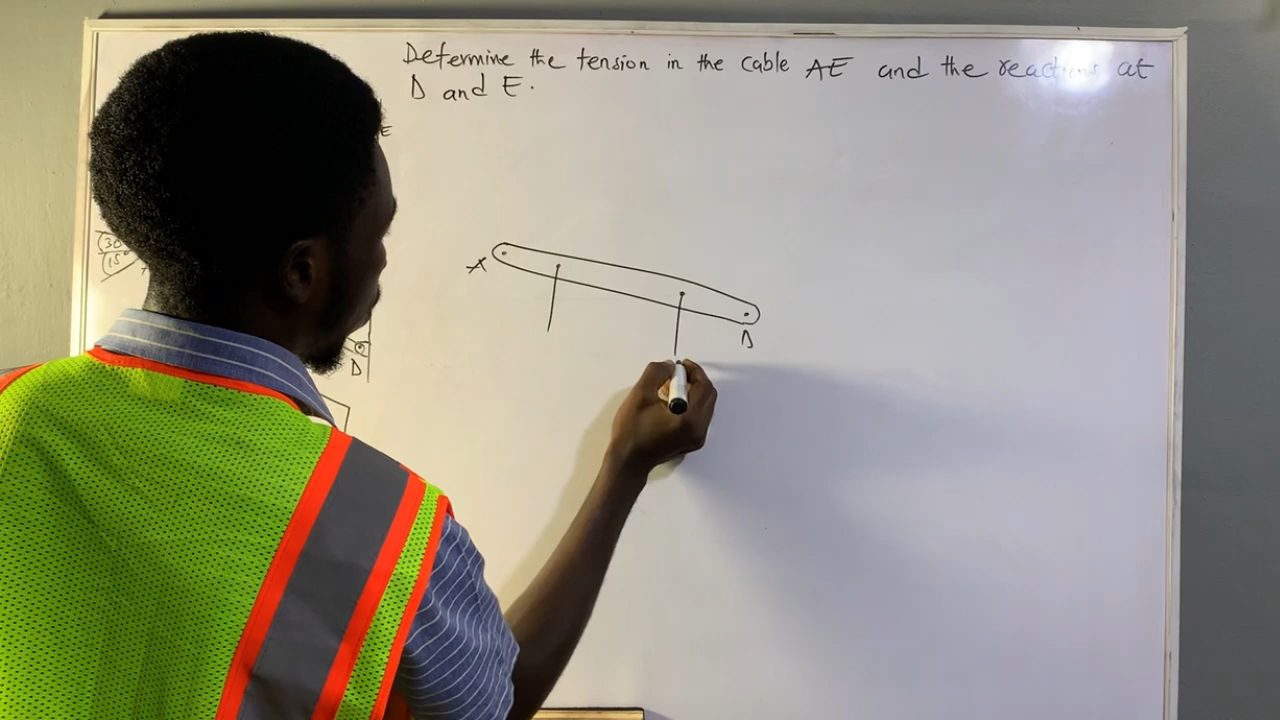 Determine the tension in the cable AE and the reactions at
D and E.
E
30
15
A
D
D